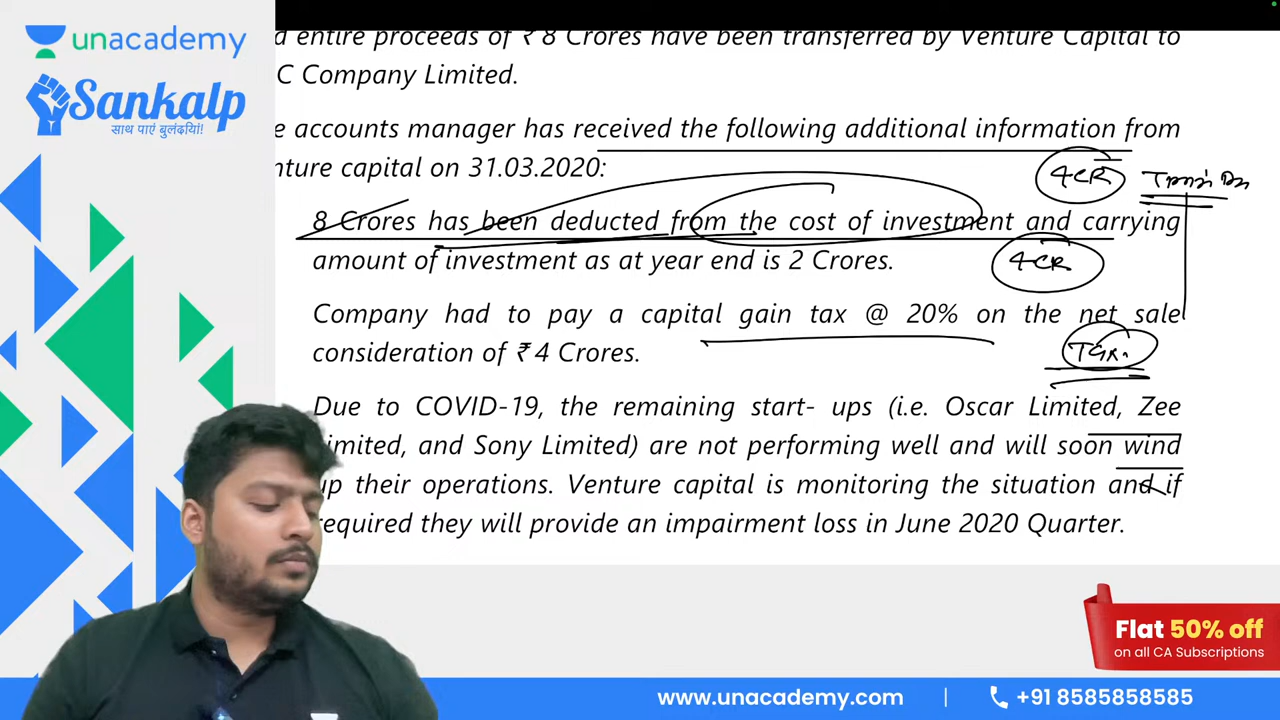 unacademy
Sankalp
साथ पाएं बुलंदियां!
d entire proceeds of ₹ 8 Crores have been transferred by Venture Capital to
C Company Limited.
e accounts manager has received the following additional information from
nture capital on 31.03.2020:
4CR
8 Crores has been deducted from the cost of investment and carrying
amount of investment as at year end is 2 Crores.
4CR
Company had to pay a capital gain tax @ 20% on the net sale
consideration of ₹ 4 Crores.
Due to COVID-19, the remaining start- ups (i.e. Oscar Limited, Zee
imited, and Sony Limited) are not performing well and will soon wind
up their operations. Venture capital is monitoring the situation and if
required they will provide an impairment loss in June 2020 Quarter.
Flat 50% off
on all CA Subscriptions
www.unacademy.com | +91 8585858585